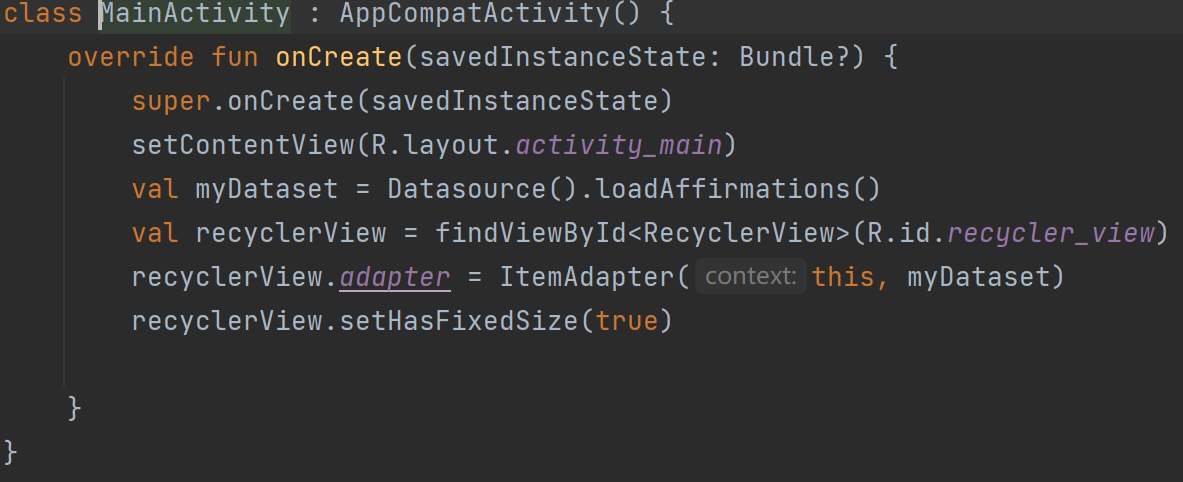 class MainActivity : AppCompatActivity() {
override fun onCreate(savedInstanceState: Bundle?) {
super.onCreate(savedInstanceState)
setContentView(R.layout.activity_main)
val myDataset = Datasource().loadAffirmations()
val recyclerView = findViewById<RecyclerView>(R.id.recycler_view)
recyclerView.adapter = ItemAdapter( context: this, myDataset)
recyclerView.setHasFixedSize(true)
}
}